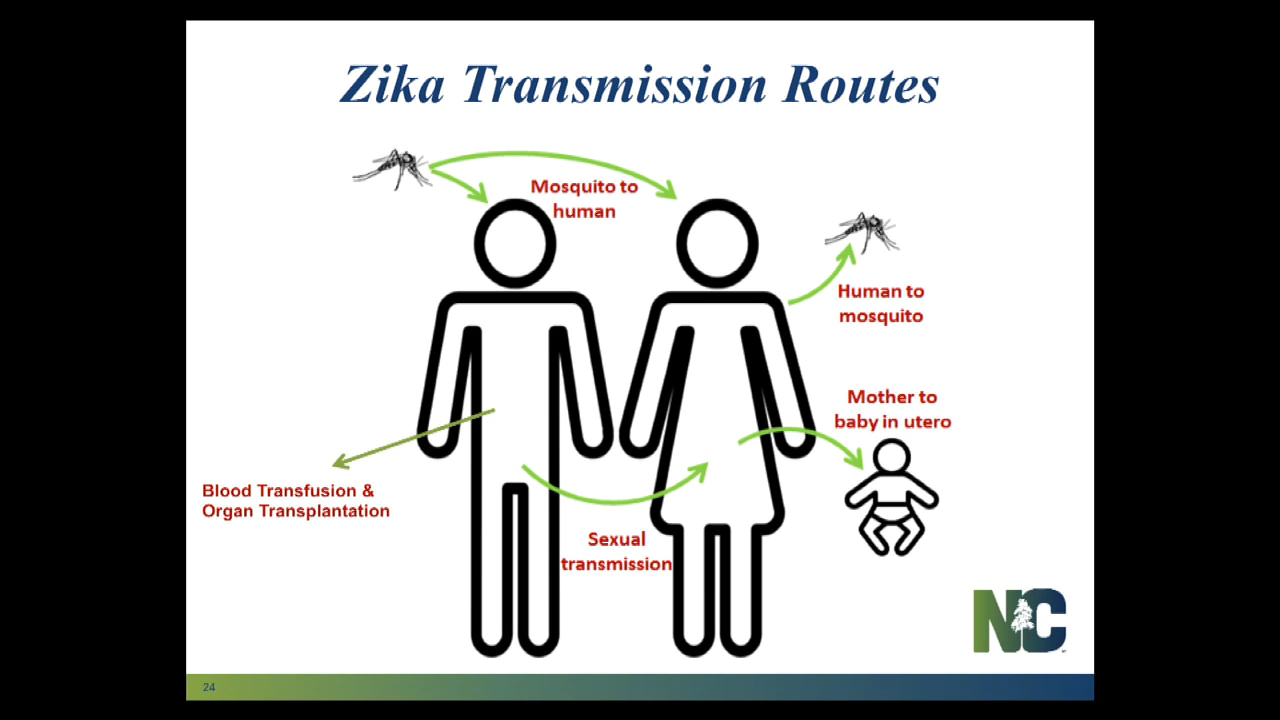 Zika Transmission Routes
Mosquito to
human
Human to
mosquito
Mother to
baby in utero
Blood Transfusion &
Organ Transplantation
Sexual
transmission
NC
24